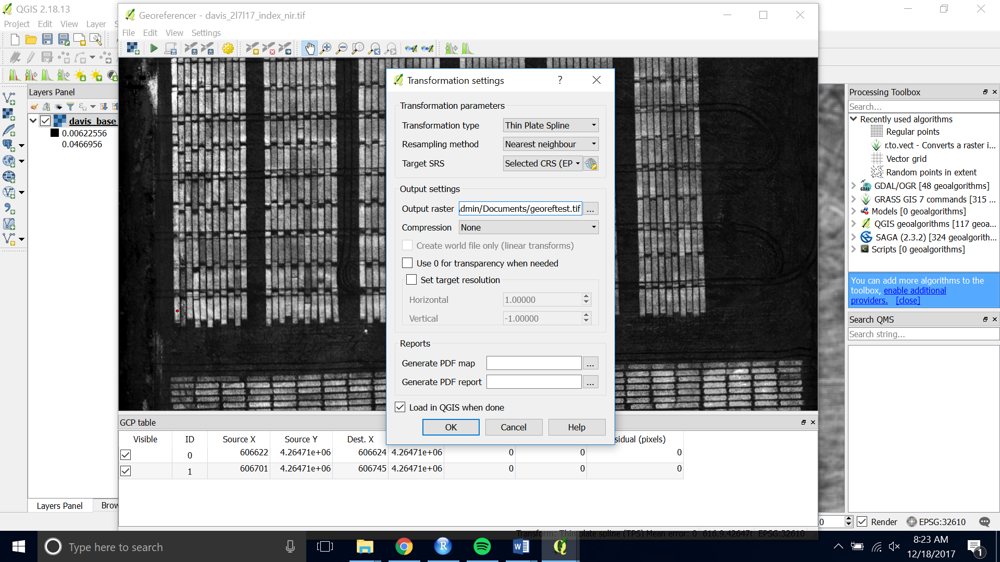 QGIS 2.18.13
Project Edit View Layer S
Georeferencer - davis_2l7l17_index_nir.tif
File Edit View Settings
Layers Panel
davis_base
0.00622556
0.0466956
Layers Panel
Brow
Transformation settings
?
Transformation parameters
Transformation type Thin Plate Spline
Resampling method Nearest neighbour
Target SRS Selected CRS (EP
Output settings
Output raster dmin/Documents/georeftest.tif ...
Compression None
Create world file only (linear transforms)
Use 0 for transparency when needed
Set target resolution
Horizontal 1.00000
Vertical -1.00000
Reports
Generate PDF map ...
Generate PDF report ...
Load in QGIS when done
OK Cancel Help
GCP table
Visible ID Source X Source Y Dest. X sidual (pixels)
0 606622 4.26471e+06 606624 4.26471e+06 0 0 0
1 606701 4.26471e+06 606745 4.26471e+06 0 0 0
Transform: Thin plate spline (TPS) Mean error: 0 616.9,426476 EPSG:32610
Processing Toolbox
Search...
Recently used algorithms
Regular points
r.to.vect - Converts a raster i...
Vector grid
Random points in extent
GDAL/OGR [48 geoalgorithms]
GRASS GIS 7 commands [315 ...
Models [0 geoalgorithms]
QGIS geoalgorithms [117 geoa...
SAGA (2.3.2) [324 geoalgorith...
Scripts [0 geoalgorithms]
You can add more algorithms to the
toolbox, enable additional
providers. [close]
Search QMS
Search string...
0 Render EPSG:32610
Type here to search
8:23 AM
12/18/2017
1